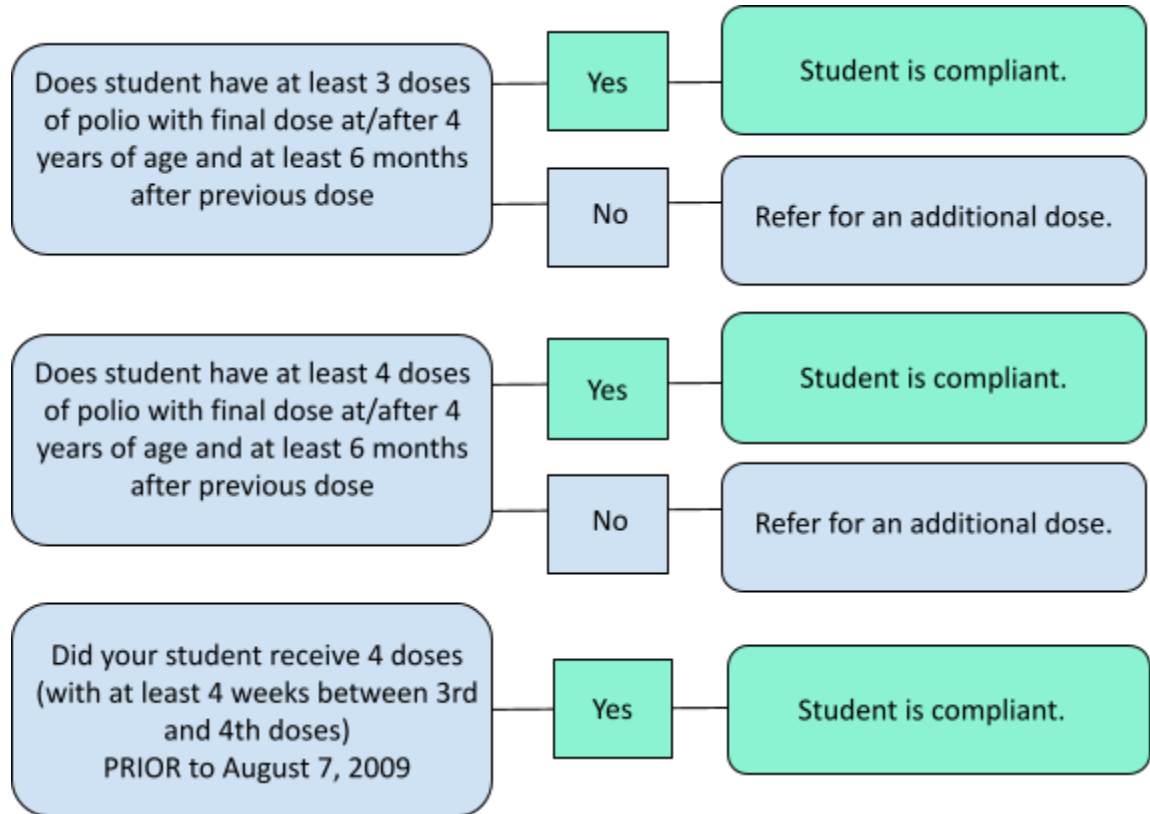 Does student have at least 3 doses
of polio with final dose at/after 4
years of age and at least 6 months
after previous dose
Yes
Student is compliant.
No
Refer for an additional dose.
Does student have at least 4 doses
of polio with final dose at/after 4
years of age and at least 6 months
after previous dose
Yes
Student is compliant.
No
Refer for an additional dose.
Did your student receive 4 doses
(with at least 4 weeks between 3rd
and 4th doses)
PRIOR to August 7, 2009
Yes
Student is compliant.